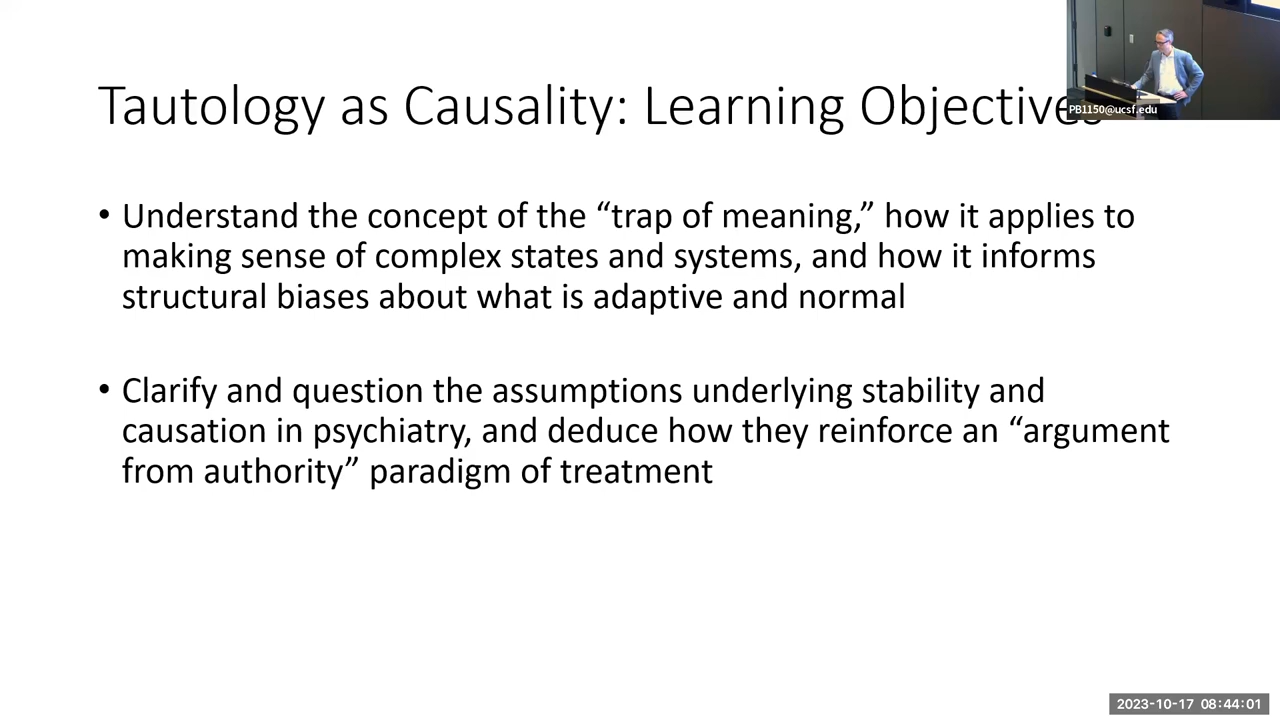 Tautology as Causality: Learning Objectives
PB1150@ucsf.edu
• Understand the concept of the “trap of meaning,” how it applies to
making sense of complex states and systems, and how it informs
structural biases about what is adaptive and normal
• Clarify and question the assumptions underlying stability and
causation in psychiatry, and deduce how they reinforce an “argument
from authority” paradigm of treatment
2023-10-17 08:44:01